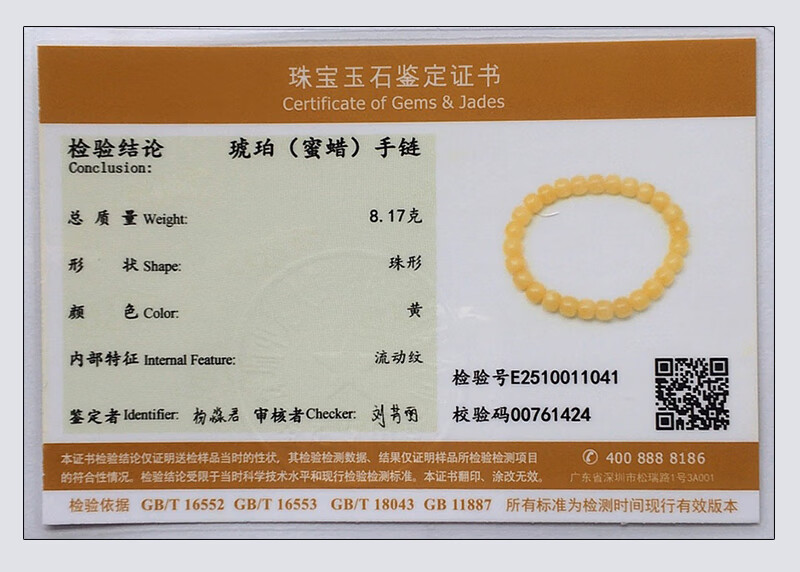 珠宝玉石鉴定证书
Certificate of Gems & Jades
检验结论 琥珀（蜜蜡）手链
Conclusion:
总质量 Weight: 8.17克
形状 Shape: 珠形
颜色 Color: 黄
内部特征 Internal Feature: 流动纹
鉴定者 Identifier: 杨淼君 审核者 Checker:
检验号E2510011041
校验码00761424
本证书检验结论仅证明送检样品当时的性状，其检验检测数据、结果仅证明样品所检验检测项目
的符合性情况。检验结论受限于当时科学技术水平和现行检验检测标准。本证书翻印、涂改无效。
400 888 8186
广东省深圳市松瑞路1号3A001
检验依据 GB/T 16552 GB/T 16553 GB/T 18043 GB 11887 所有标准为检测时间现行有效版本